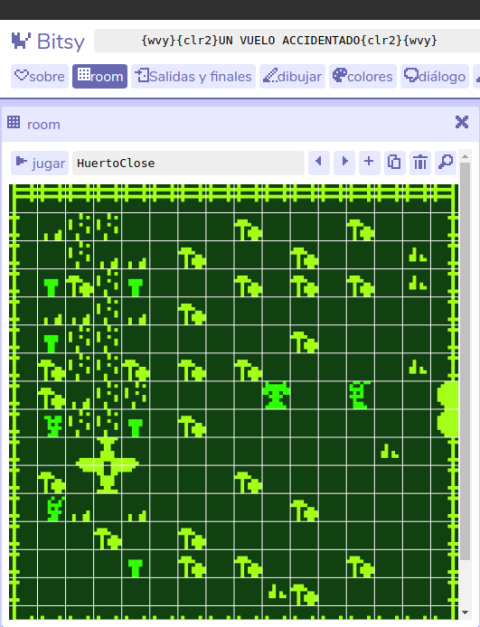 Bitsy
{wvy}{clr2}UN VUELO ACCIDENTADO{clr2}{wvy}
sobre room Salidas y finales dibujar colores diálogo
room
jugar HuertoClose